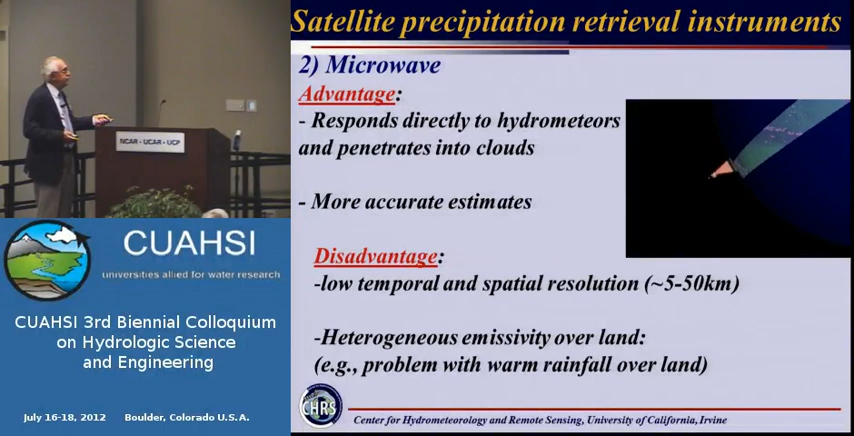 Satellite precipitation retrieval instruments
2) Microwave
Advantage:
- Responds directly to hydrometeors
and penetrates into clouds
- More accurate estimates
Disadvantage:
-low temporal and spatial resolution (~5-50km)
-Heterogeneous emissivity over land:
(e.g., problem with warm rainfall over land)
CHRS
Center for Hydrometeorology and Remote Sensing, University of California, Irvine
NCAR • UCAR • UCP
CUAHSI
universities allied for water research
CUAHSI 3rd Biennial Colloquium
on Hydrologic Science
and Engineering
July 16-18, 2012 Boulder, Colorado U.S.A.